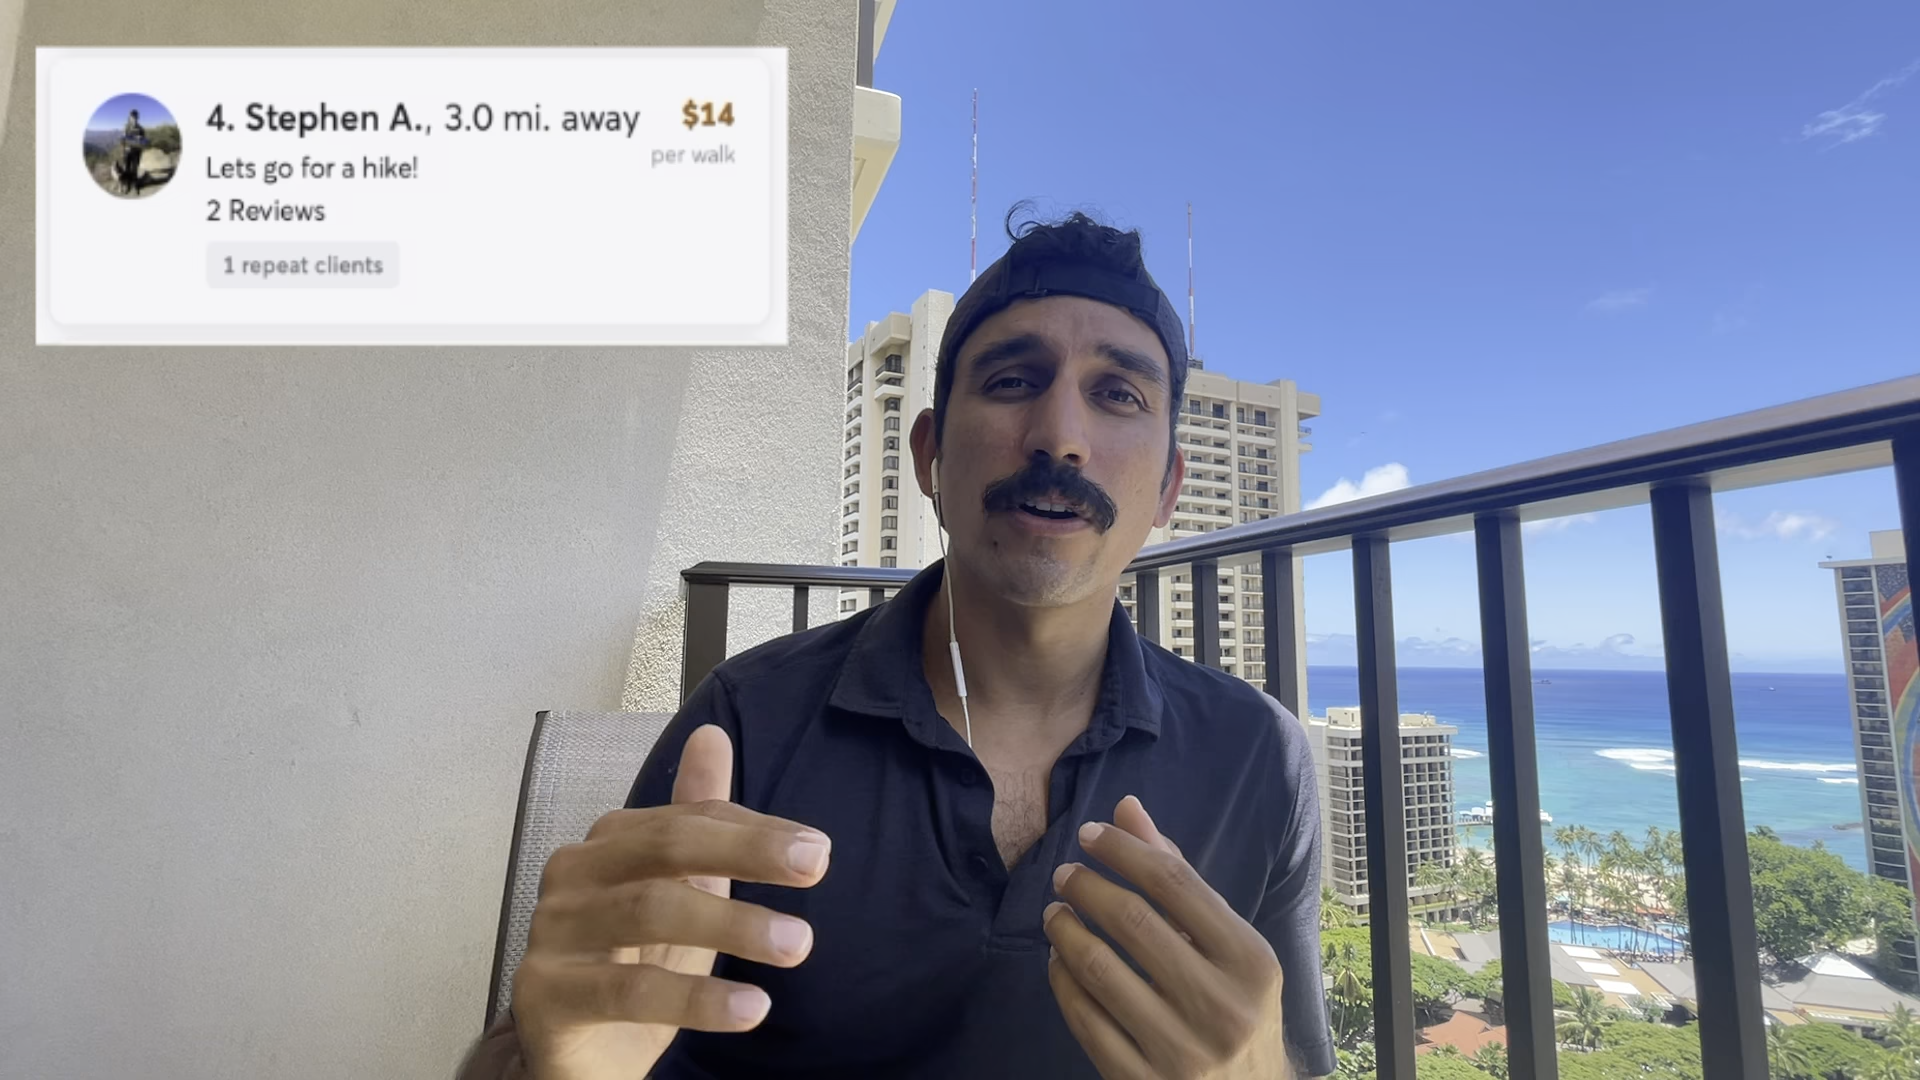 4. Stephen A., 3.0 mi. away
$14
per walk
Lets go for a hike!
2 Reviews
1 repeat clients